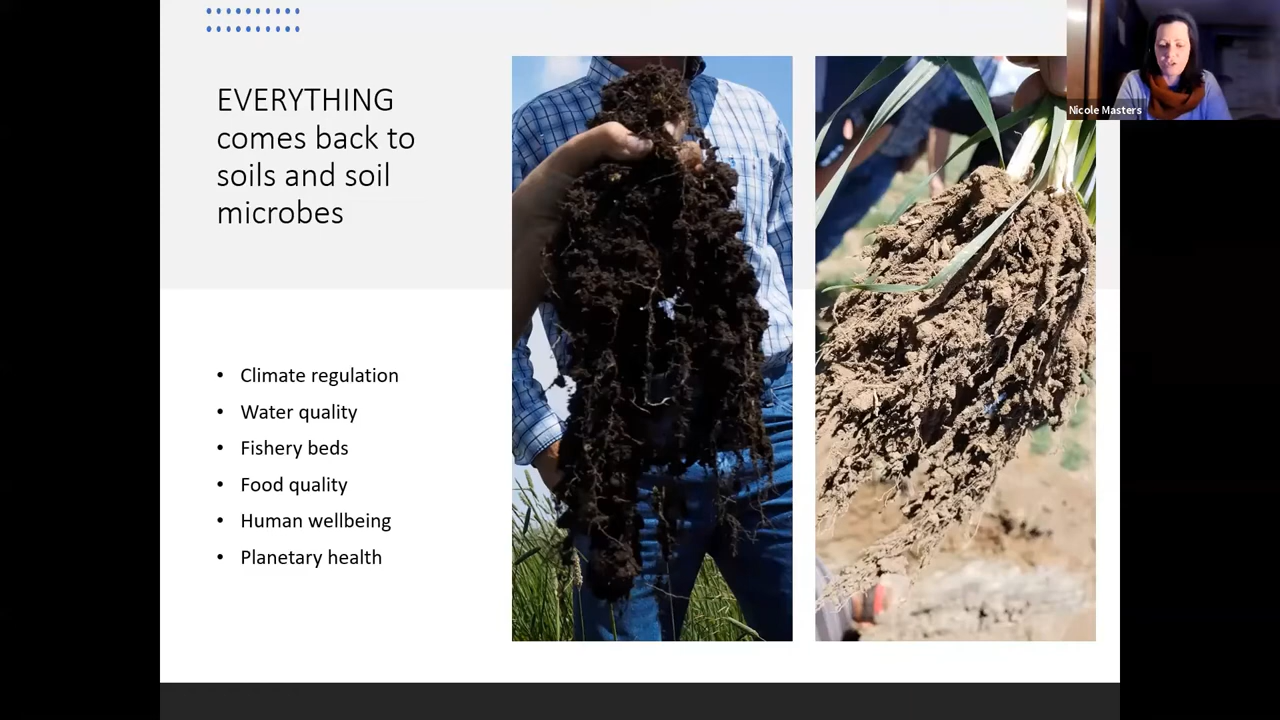 EVERYTHING
comes back to
soils and soil
microbes
• Climate regulation
• Water quality
• Fishery beds
• Food quality
• Human wellbeing
• Planetary health
Nicole Masters